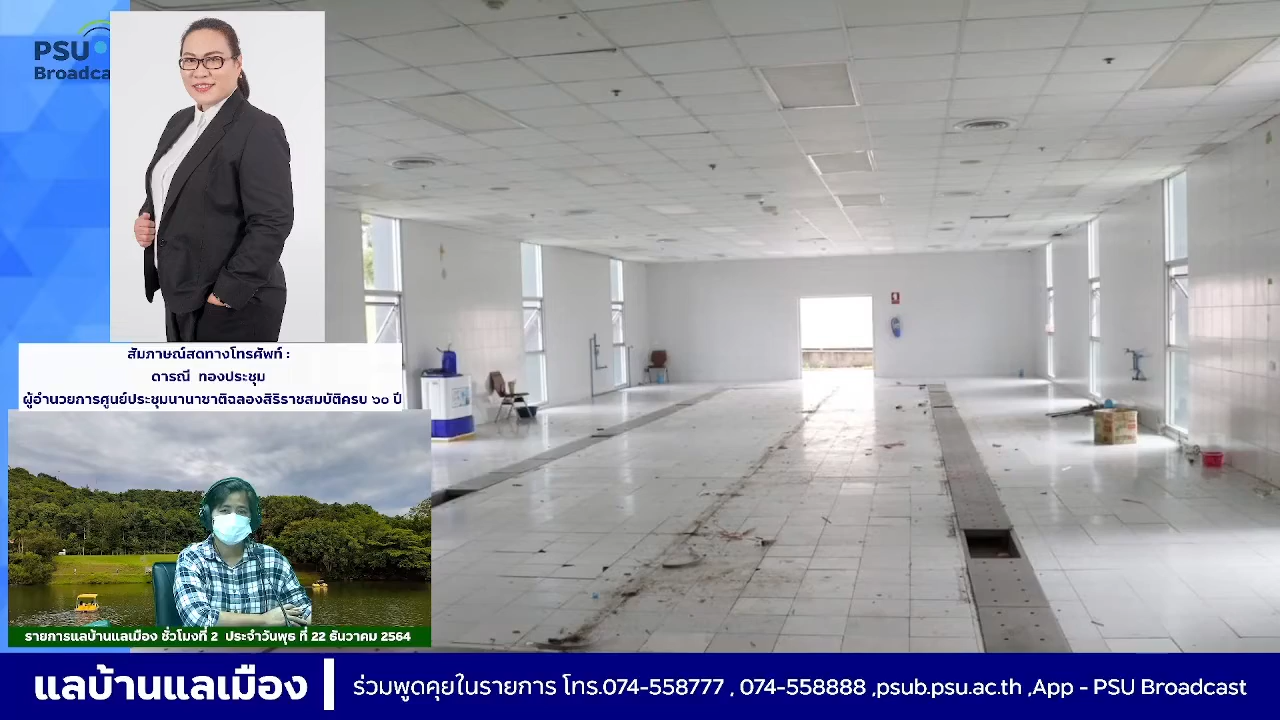 PSU
Broadca
สัมภาษณ์สดทางโทรศัพท์ :
ดารณี ทองประชุม
ผู้อำนวยการศูนย์ประชุมนานาชาติฉลองสิริราชสมบัติครบ ๖๐ ปี
รายการแลบ้านแลเมือง ชั่วโมงที่ 2 ประจำวันพุธ ที่ 22 ธันวาคม 2564
แลบ้านแลเมือง
ร่วมพูดคุยในรายการ โทร.074-558777 , 074-558888 ,psub.psu.ac.th ,App - PSU Broadcast